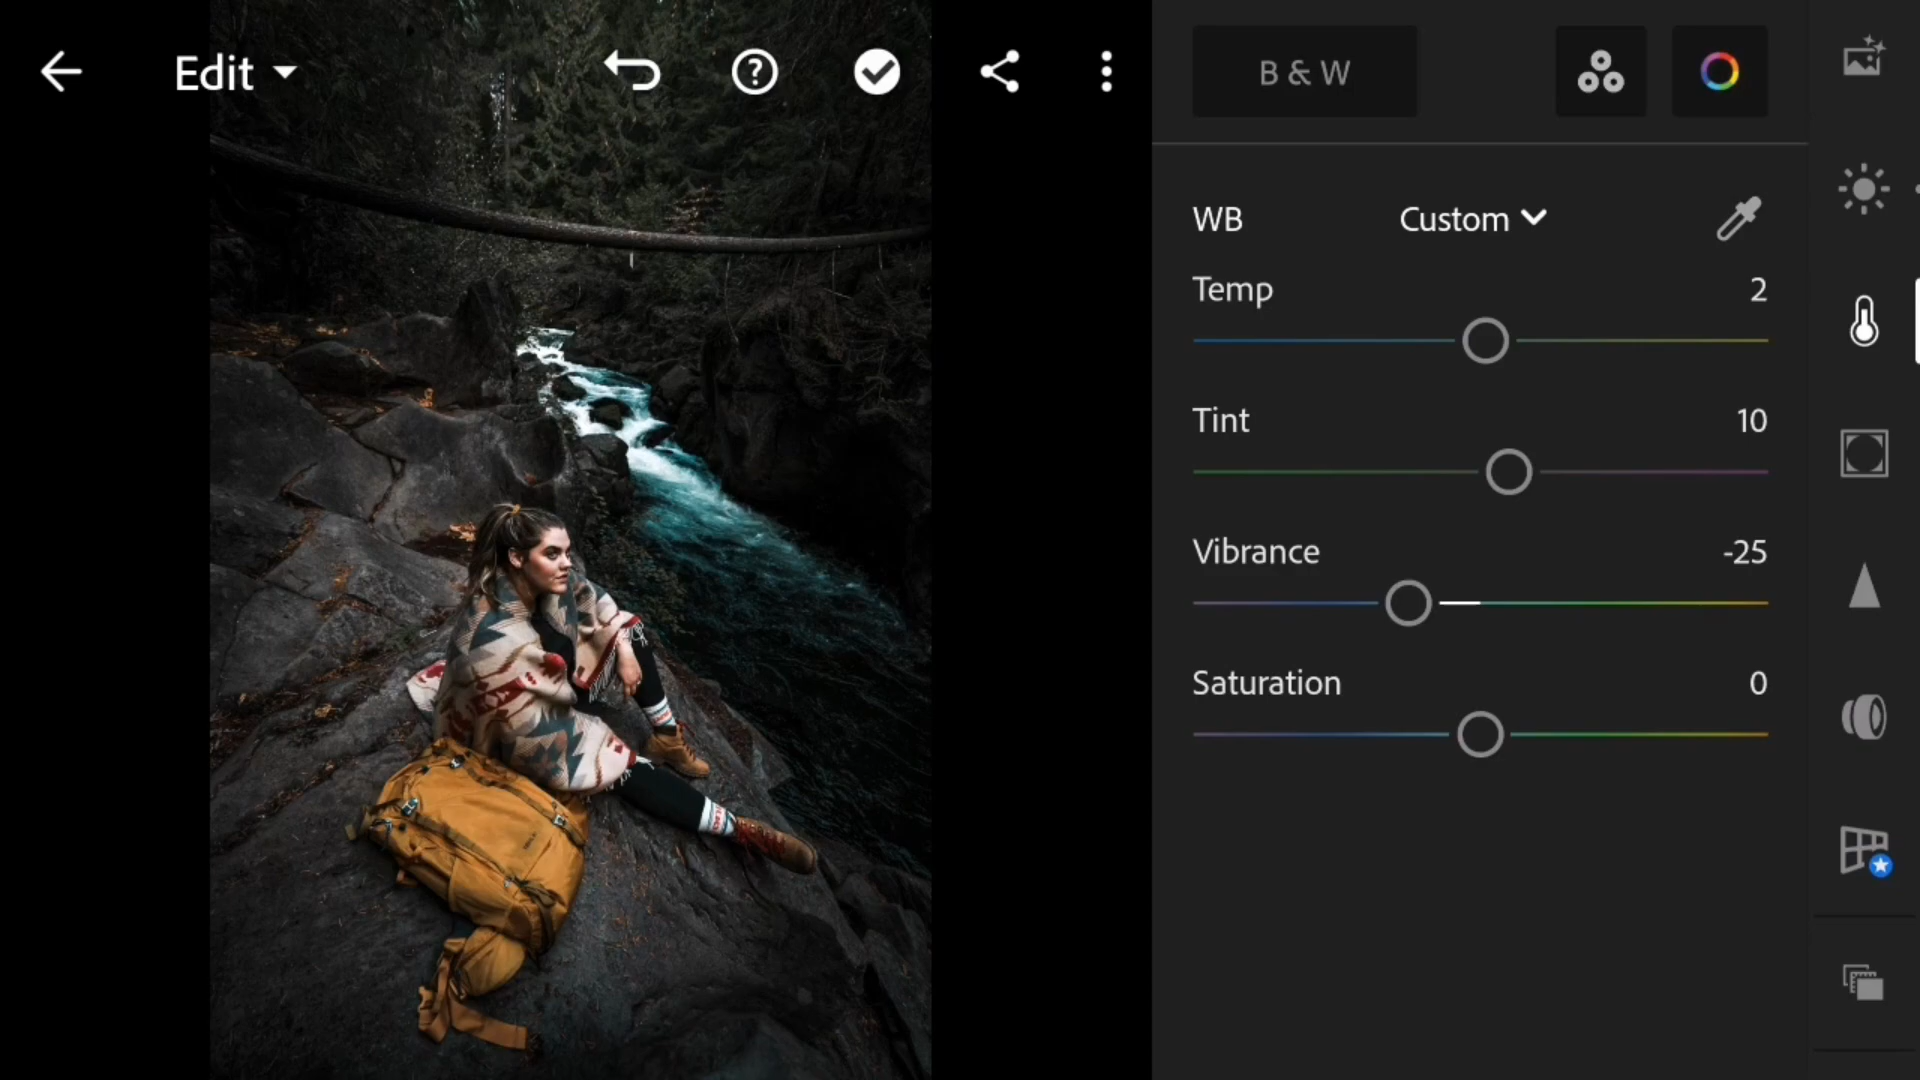 Edit
B & W
WB Custom
Temp 2
Tint 10
Vibrance -25
Saturation 0